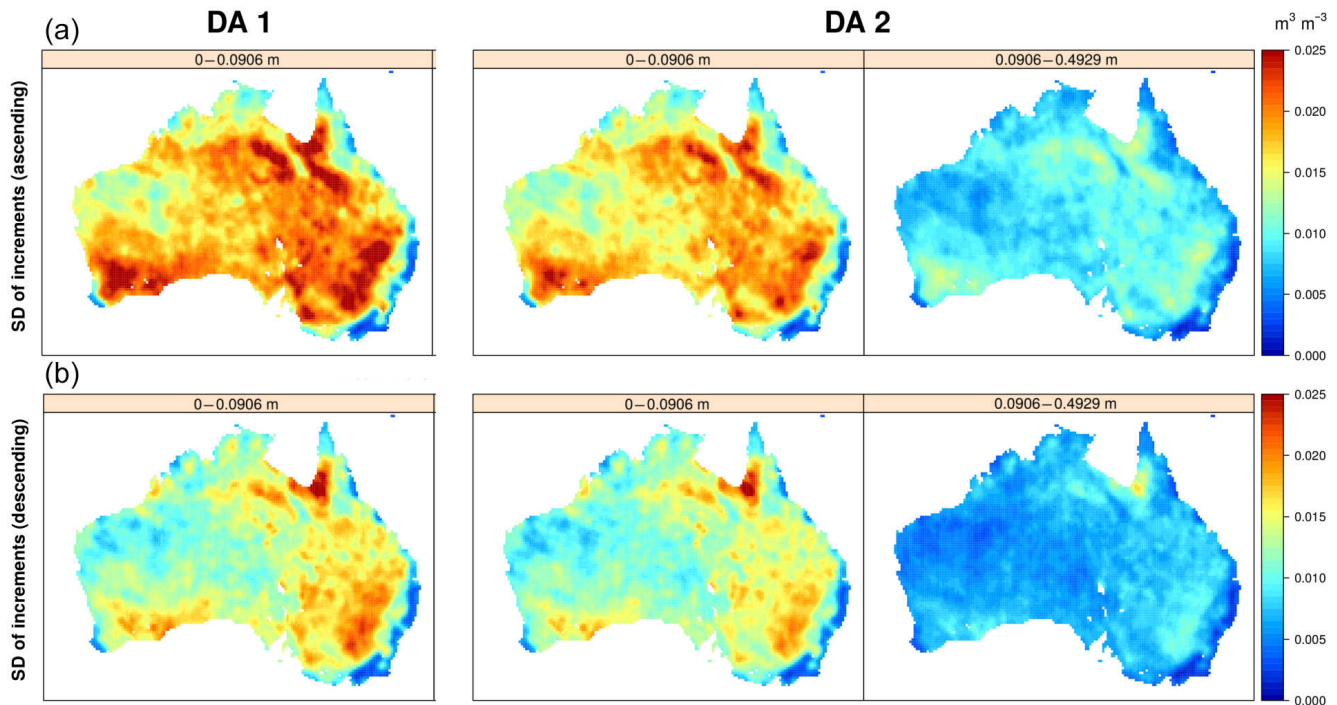 (a)
DA 1
DA 2
m³ m⁻³
0−0.0906 m
0−0.0906 m
0.0906−0.4929 m
SD of increments (ascending)
0.025
0.020
0.015
0.010
0.005
0.000
(b)
0−0.0906 m
0−0.0906 m
0.0906−0.4929 m
SD of increments (descending)
0.025
0.020
0.015
0.010
0.005
0.000